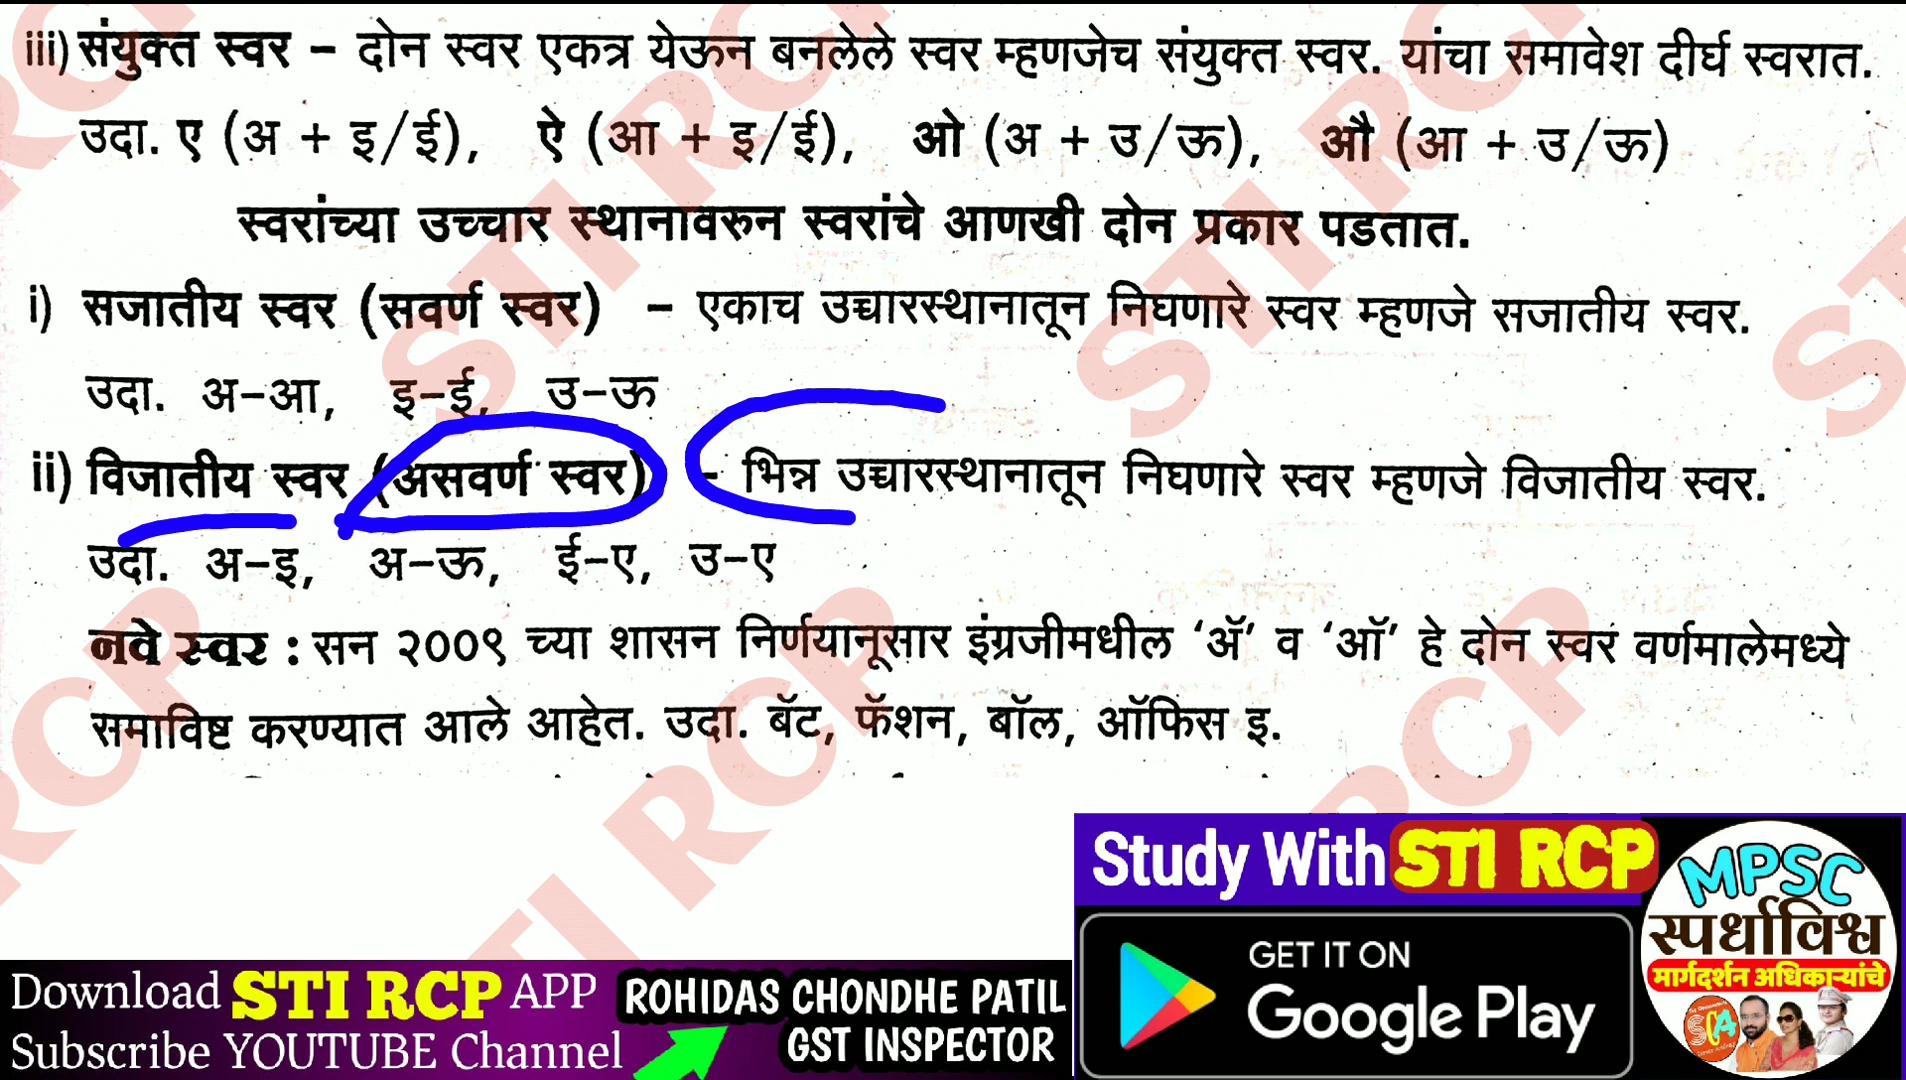 iii) संयुक्त स्वर – दोन स्वर एकत्र येऊन बनलेले स्वर म्हणजेच संयुक्त स्वर. यांचा समावेश दीर्घ स्वरात.
उदा. ए (अ + इ/ई), ऐ (आ + इ/ई), ओ (अ + उ/ऊ), औ (आ + उ/ऊ)
स्वरांच्या उच्चार स्थानावरुन स्वरांचे आणखी दोन प्रकार पडतात.
i) सजातीय स्वर (सवर्ण स्वर) – एकाच उच्चारस्थानातून निघणारे स्वर म्हणजे सजातीय स्वर.
उदा. अ–आ, इ–ई, उ–ऊ
ii) विजातीय स्वर (असवर्ण स्वर) - भिन्न उच्चारस्थानातून निघणारे स्वर म्हणजे विजातीय स्वर.
उदा. अ–इ, अ–ऊ, ई–ए, उ–ए
नवे स्वर : सन २००९ च्या शासन निर्णयानूसार इंग्रजीमधील ‘ॲ’ व ‘ऑ’ हे दोन स्वर वर्णमालेमध्ये
समाविष्ट करण्यात आले आहेत. उदा. बॅट, फॅशन, बॉल, ऑफिस इ.
Study With STI RCP
GET IT ON
Google Play
MPSC
स्पर्धाविश्व
मार्गदर्शन अधिकाऱ्यांचे
Download STI RCP APP
Subscribe YOUTUBE Channel
ROHIDAS CHONDHE PATIL
GST INSPECTOR
STI RCP